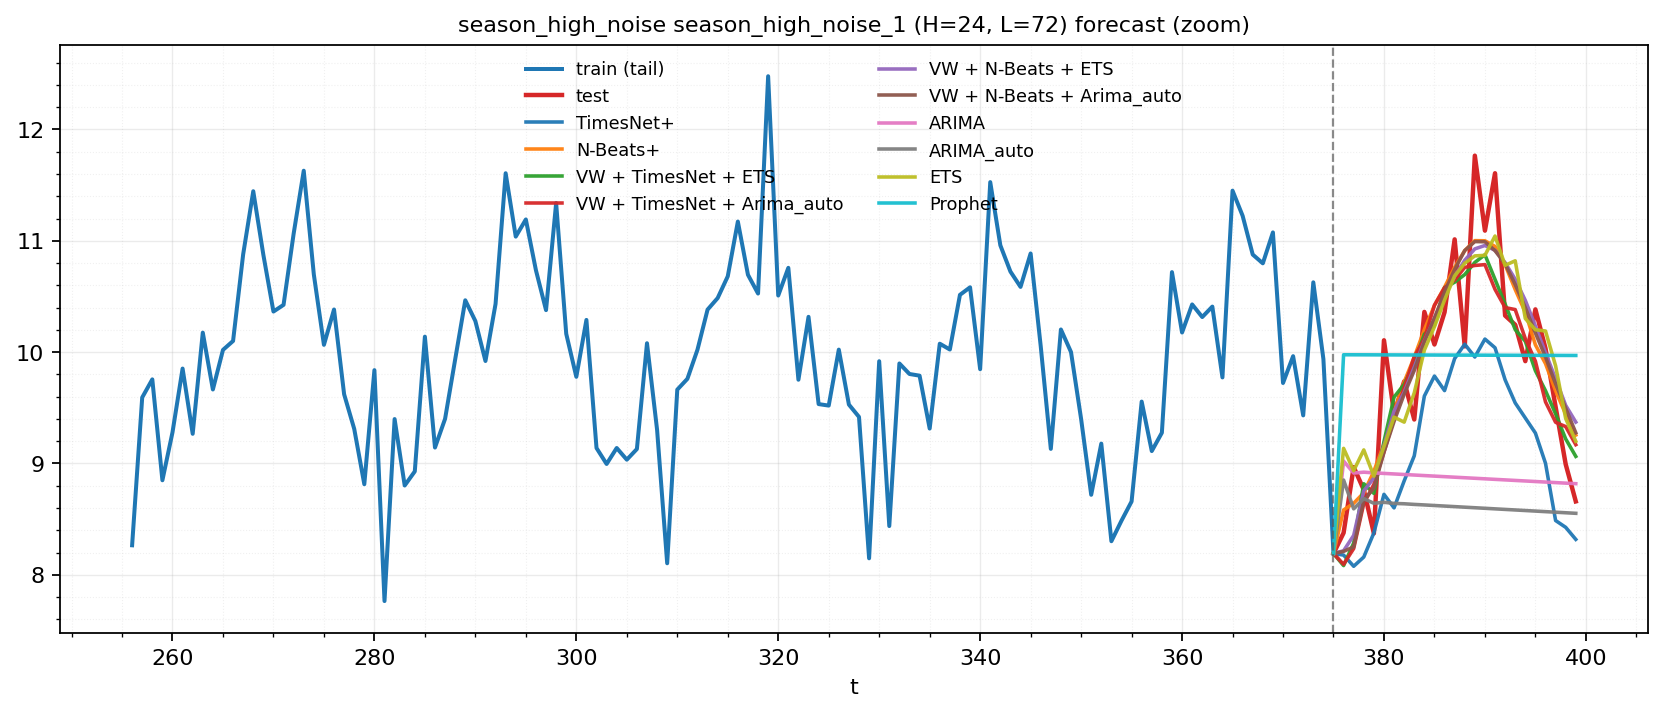 season_high_noise season_high_noise_1 (H=24, L=72) forecast (zoom)
train (tail)
test
TimesNet+
N-Beats+
VW + TimesNet + ETS
VW + TimesNet + Arima_auto
VW + N-Beats + ETS
VW + N-Beats + Arima_auto
ARIMA
ARIMA_auto
ETS
Prophet
12
11
10
9
8
260 280 300 320 340 360 380 400
t